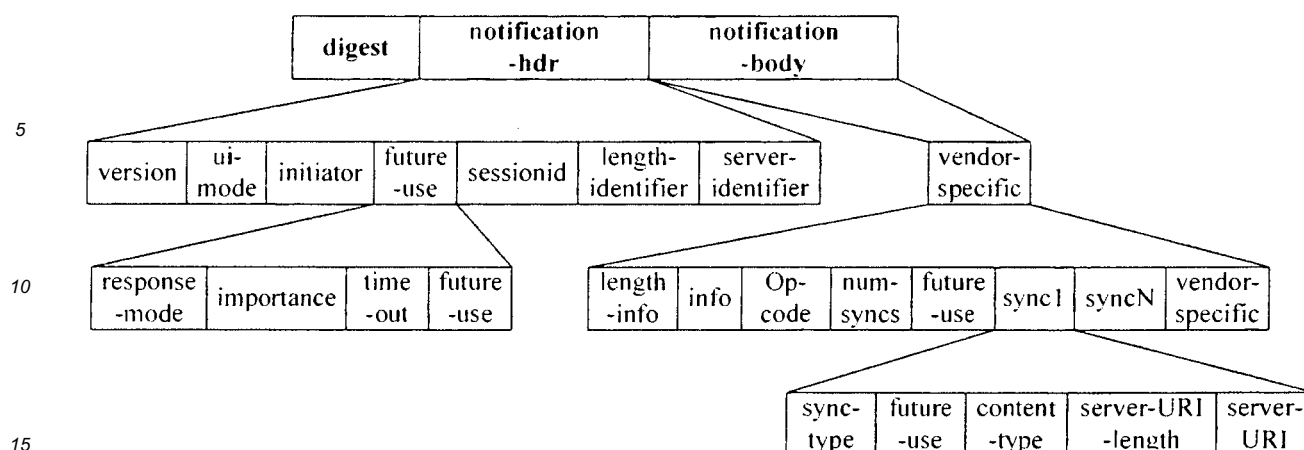 digest
notification
-hdr
notification
-body
5
version
ui-
mode
initiator
future
-use
sessionid
length-
identifier
server-
identifier
vendor-
specific
10
response
-mode
importance
time
-out
future
-use
length
-info
info
Op-
code
num-
syncs
future
-use
sync1
syncN
vendor-
specific
15
sync-
type
future
-use
content
-type
server-URI
-length
server-
URI